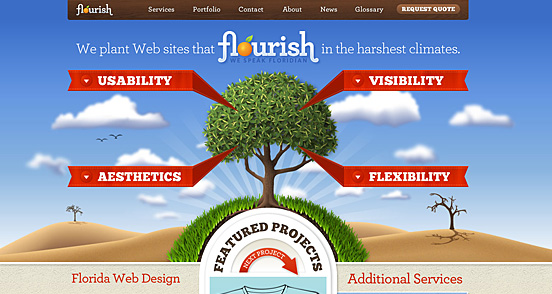 flourish Services Portfolio Contact About News Glossary REQUEST QUOTE
We plant Web sites that flourish in the harshest climates.
WE SPEAK FLORIDIAN
USABILITY
VISIBILITY
AESTHETICS
FLEXIBILITY
FEATURED PROJECTS
NEXT PROJECT
Florida Web Design
Additional Services